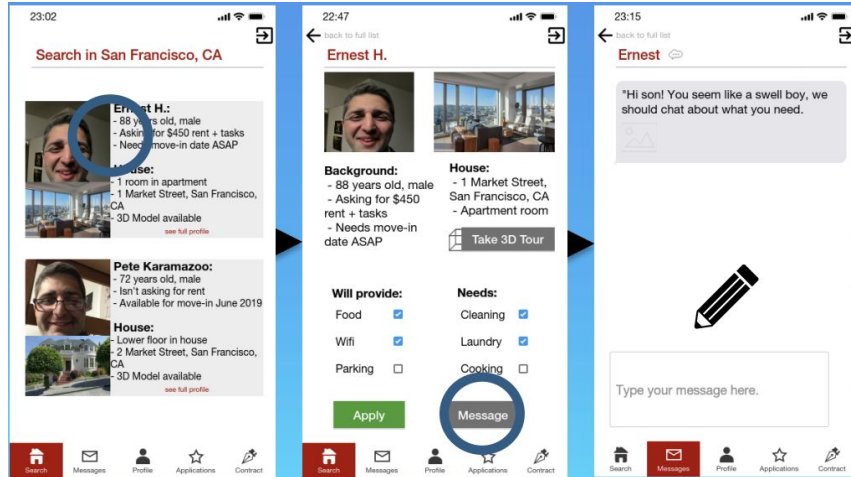 23:02
Search in San Francisco, CA
Ernest H.:
- 88 years old, male
- Asking for $450 rent + tasks
- Needs move-in date ASAP
House:
- 1 room in apartment
- 1 Market Street, San Francisco,
CA
- 3D Model available
see full profile
Pete Karamazoo:
- 72 years old, male
- Isn't asking for rent
- Available for move-in June 2019
House:
- Lower floor in house
- 2 Market Street, San Francisco,
CA
- 3D Model available
see full profile
Search
Messages
Profile
Applications
Contract
22:47
back to full list
Ernest H.
Background:
- 88 years old, male
- Asking for $450
rent + tasks
- Needs move-in
date ASAP
House:
- 1 Market Street,
San Francisco, CA
- Apartment room
Take 3D Tour
Will provide:
Food
Wifi
Parking
Needs:
Cleaning
Laundry
Cooking
Apply
Message
Search
Messages
Profile
Applications
Contract
23:15
back to full list
Ernest
"Hi son! You seem like a swell boy, we
should chat about what you need.
Type your message here.
Search
Messages
Profile
Applications
Contract